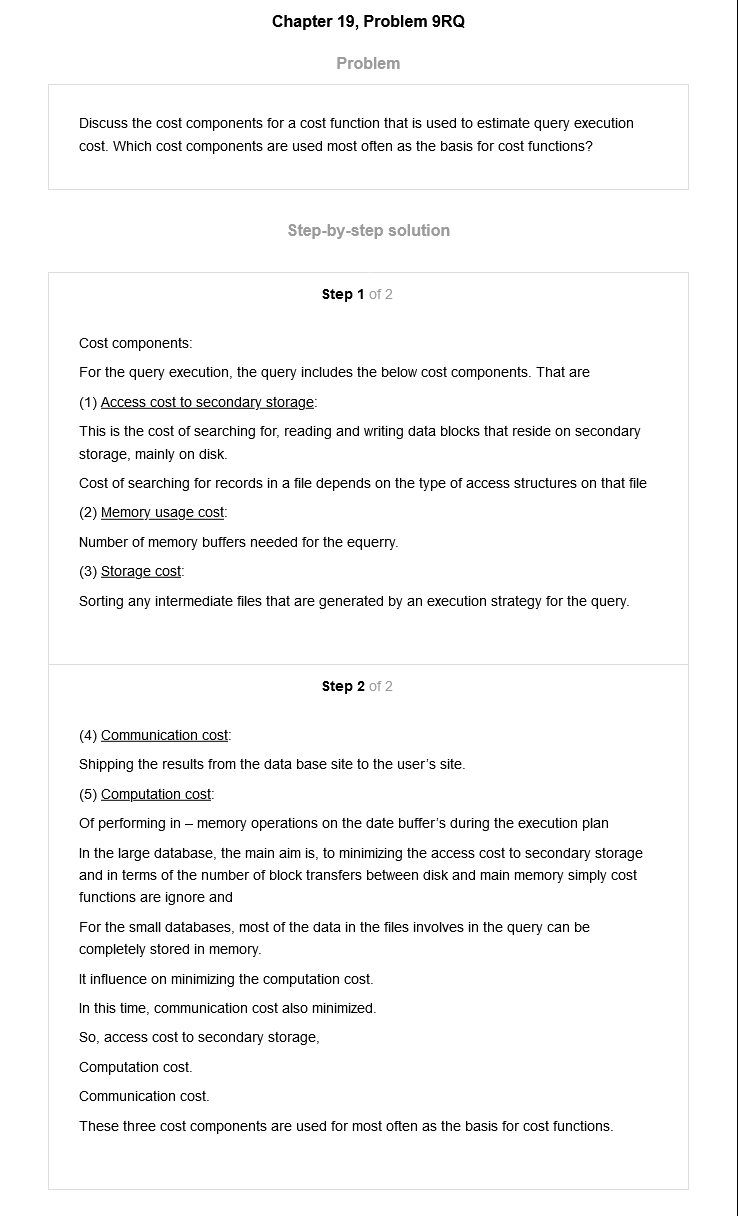 Chapter 19, Problem 9RQ
Problem
Discuss the cost components for a cost function that is used to estimate query execution
cost. Which cost components are used most often as the basis for cost functions?
Step-by-step solution
Step 1 of 2
Cost components:
For the query execution, the query includes the below cost components. That are
(1) Access cost to secondary storage:
This is the cost of searching for, reading and writing data blocks that reside on secondary
storage, mainly on disk.
Cost of searching for records in a file depends on the type of access structures on that file
(2) Memory usage cost:
Number of memory buffers needed for the equerry.
(3) Storage cost:
Sorting any intermediate files that are generated by an execution strategy for the query.
Step 2 of 2
(4) Communication cost:
Shipping the results from the data base site to the user’s site.
(5) Computation cost:
Of performing in – memory operations on the date buffer’s during the execution plan
In the large database, the main aim is, to minimizing the access cost to secondary storage
and in terms of the number of block transfers between disk and main memory simply cost
functions are ignore and
For the small databases, most of the data in the files involves in the query can be
completely stored in memory.
It influence on minimizing the computation cost.
In this time, communication cost also minimized.
So, access cost to secondary storage,
Computation cost.
Communication cost.
These three cost components are used for most often as the basis for cost functions.